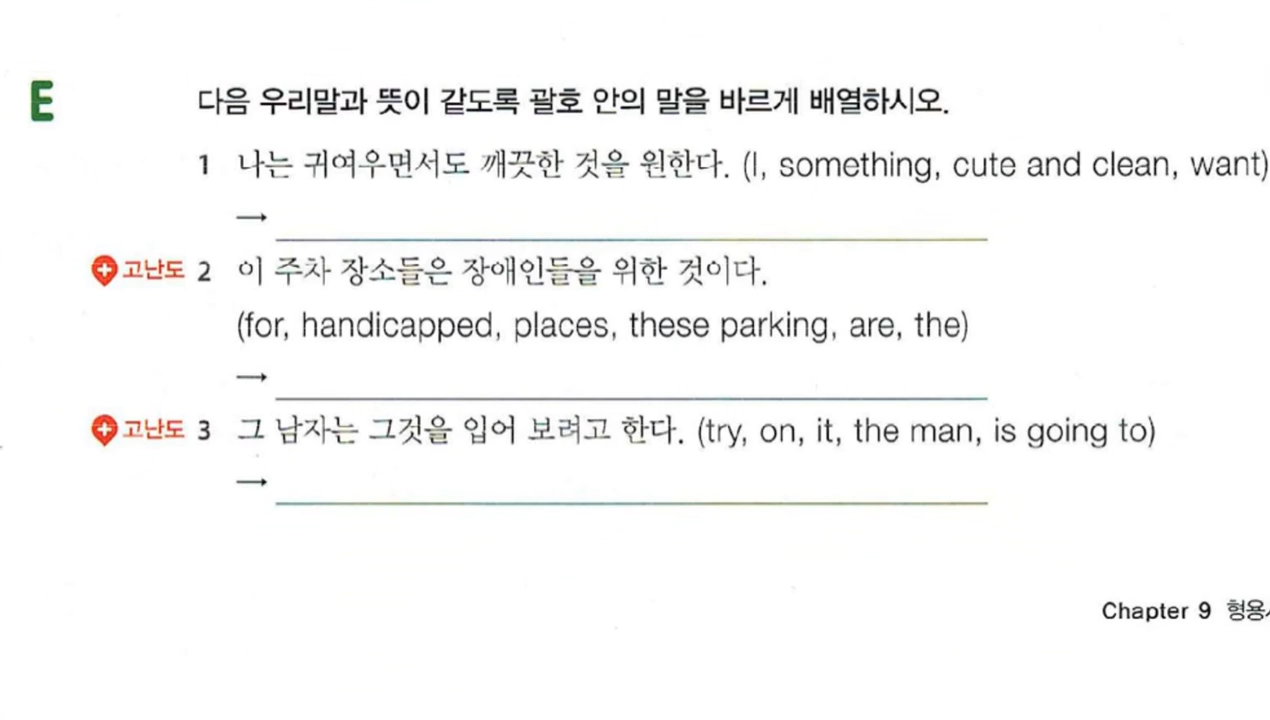 E 다음 우리말과 뜻이 같도록 괄호 안의 말을 바르게 배열하시오.
1 나는 귀여우면서도 깨끗한 것을 원한다. (I, something, cute and clean, want)
→
고난도 2 이 주차 장소들은 장애인들을 위한 것이다.
(for, handicapped, places, these parking, are, the)
→
고난도 3 그 남자는 그것을 입어 보려고 한다. (try, on, it, the man, is going to)
→
Chapter 9